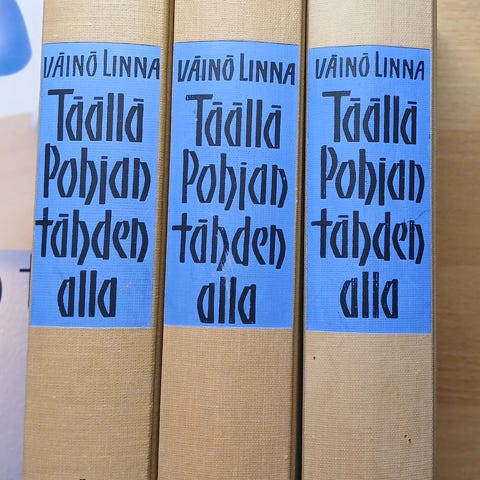 VÄINÖ LINNA
Täällä
Pohjan
tähden
alla
VÄINÖ LINNA
Täällä
Pohjan
tähden
alla
VÄINÖ LINNA
Täällä
Pohjan
tähden
alla